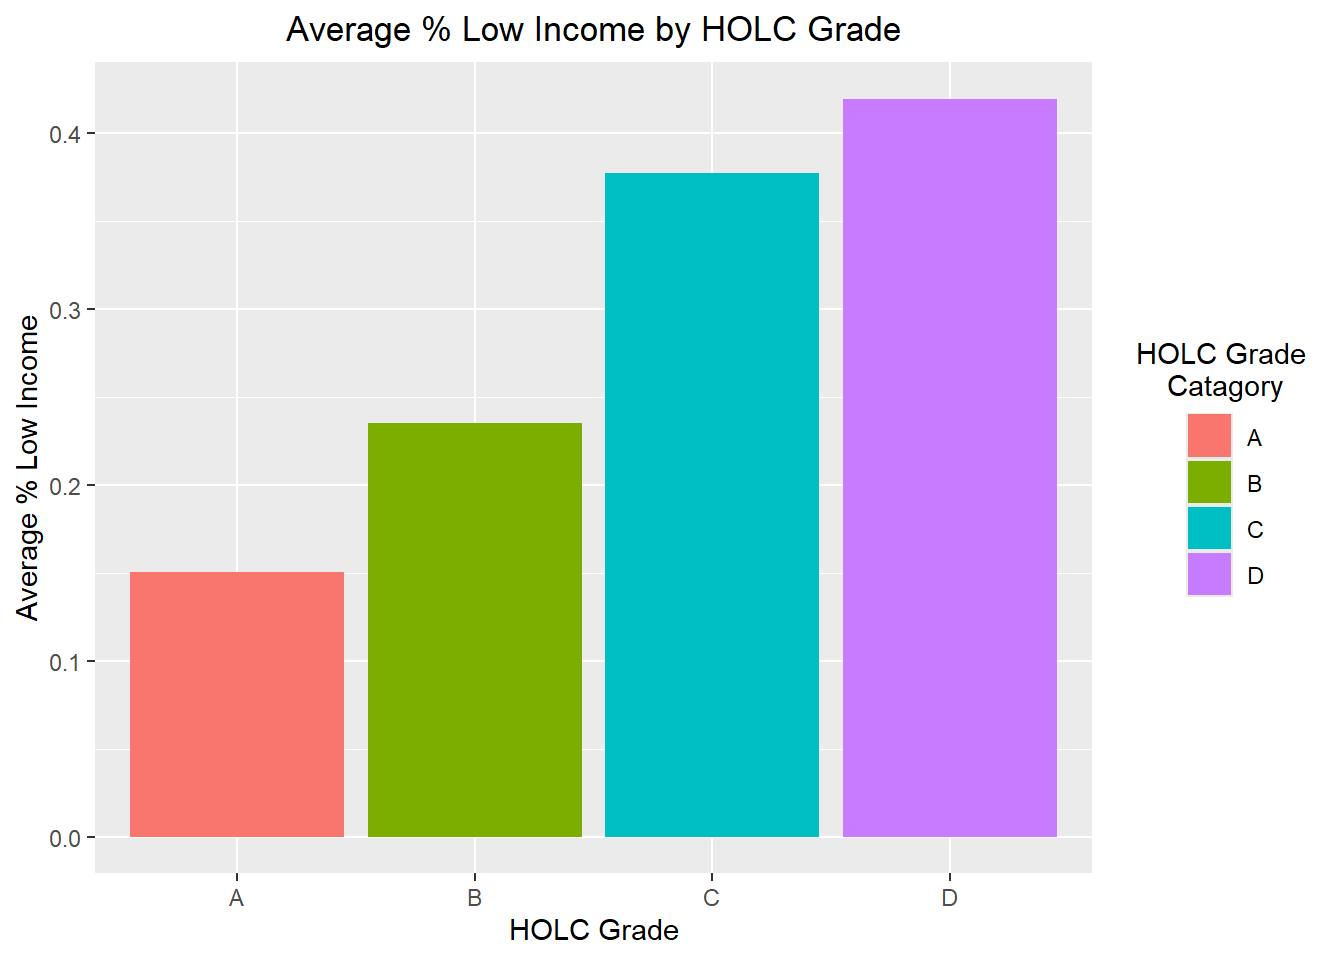 Average % Low Income by HOLC Grade
Average % Low Income
0.4
0.3
0.2
0.1
0.0
A
B
C
D
HOLC Grade
HOLC Grade
Catagory
A
B
C
D